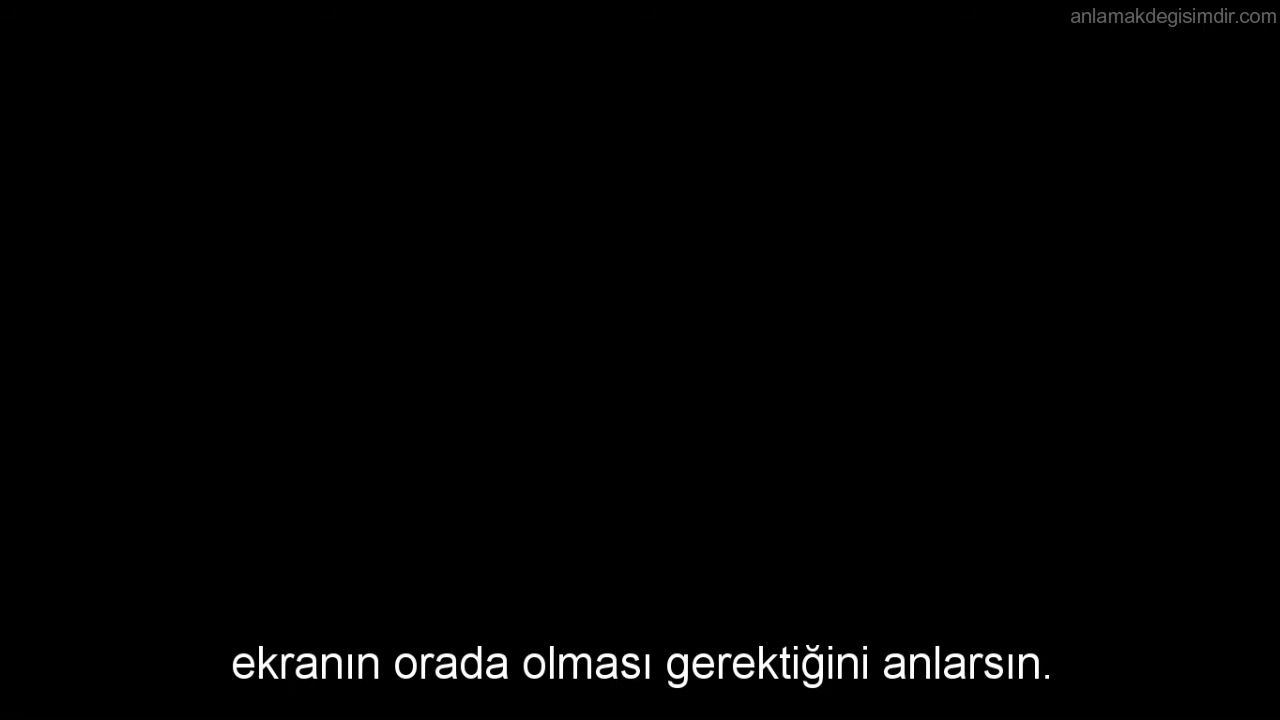 anlamakdegisimdir.com
ekranın orada olması gerektiğini anlarsın.